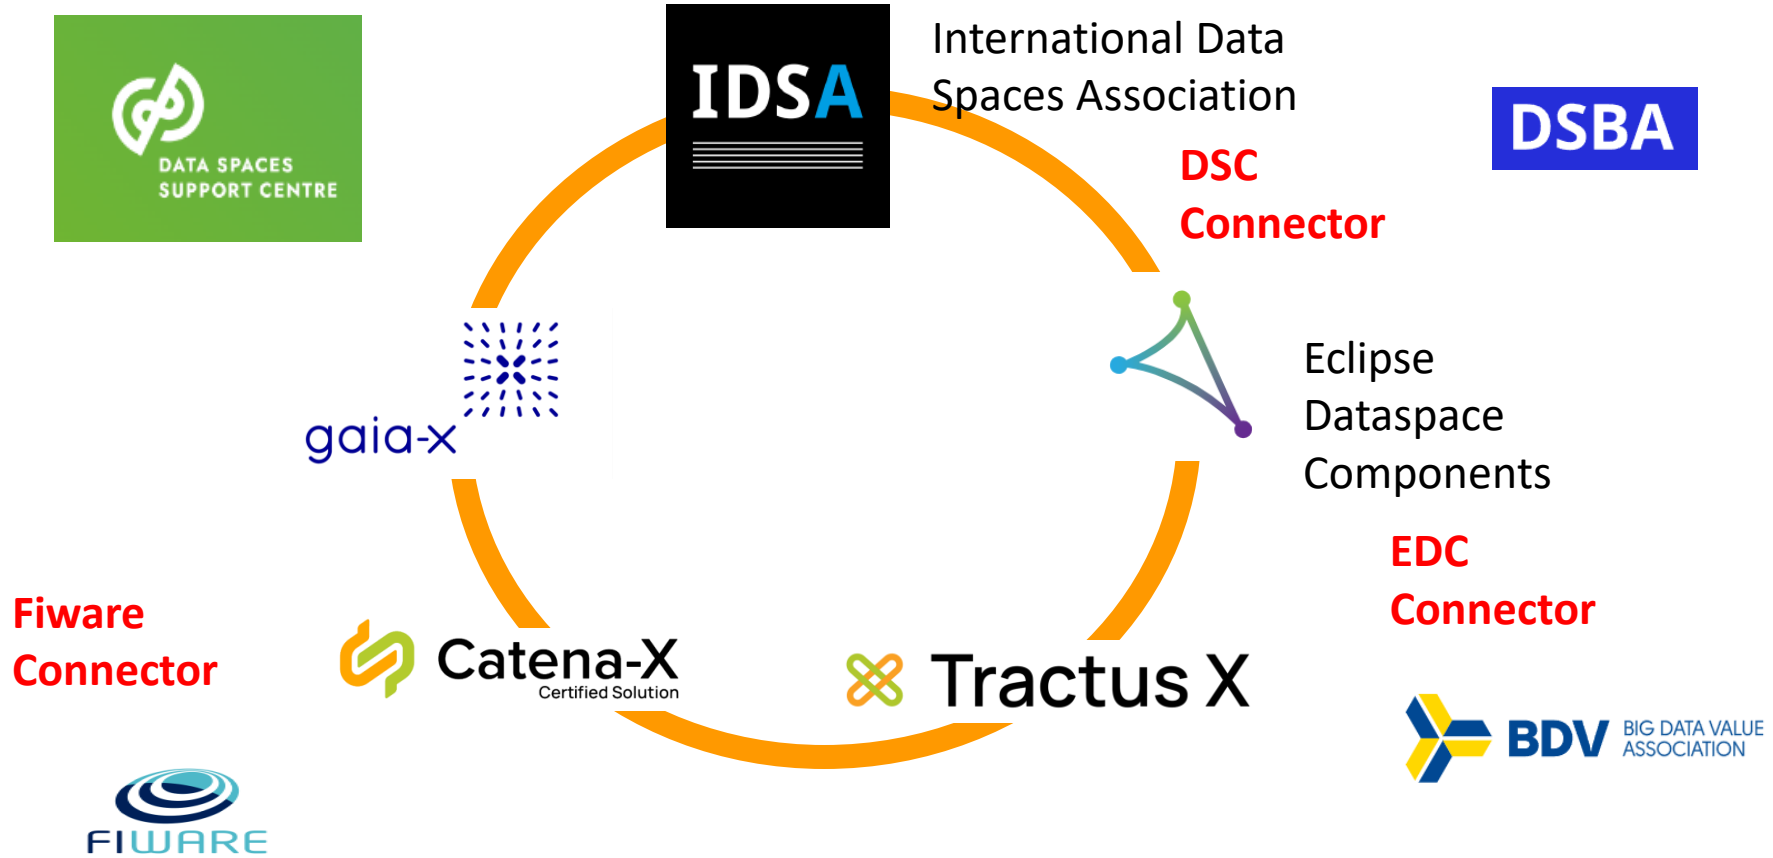 DATA SPACES
SUPPORT CENTRE
IDSA
International Data
Spaces Association
DSBA
DSC
Connector
gaia-x
Eclipse
Dataspace
Components
EDC
Connector
Fiware
Connector
Catena-X
Certified Solution
Tractus X
BDV
BIG DATA VALUE
ASSOCIATION
FIWARE